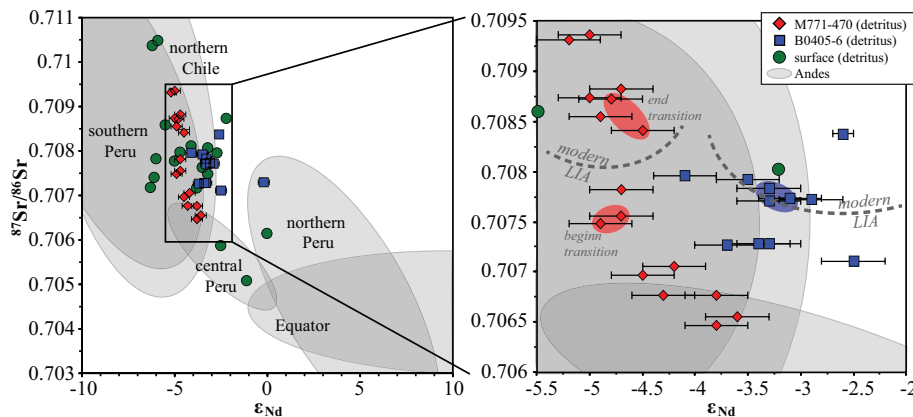 0.711
0.710
0.709
0.708
0.707
0.706
0.705
0.704
0.703
⁸⁷Sr/⁸⁶Sr
northern
Chile
southern
Peru
northern
Peru
central
Peru
Equator
-10
-5
0
5
10
εNd
0.7095
0.709
0.7085
0.708
0.7075
0.707
0.7065
0.706
M771-470 (detritus)
B0405-6 (detritus)
surface (detritus)
Andes
end
transition
modern
LIA
modern
LIA
beginn
transition
-5.5
-5
-4.5
-4
-3.5
-3
-2.5
-2
εNd